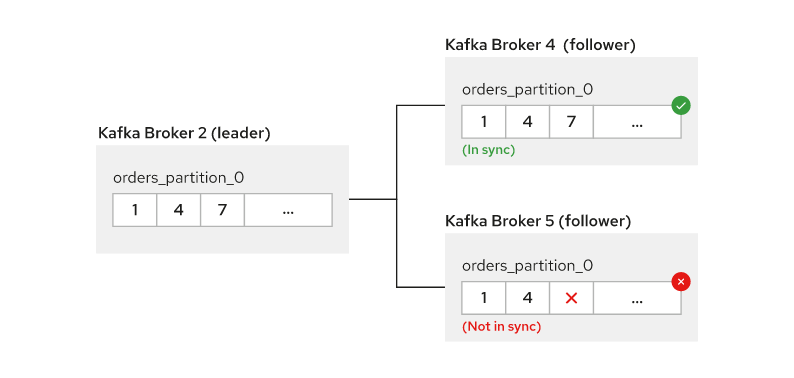 Kafka Broker 2 (leader)
orders_partition_0
1 4 7 ...
Kafka Broker 4 (follower)
orders_partition_0
1 4 7 ...
(In sync)
Kafka Broker 5 (follower)
orders_partition_0
1 4 ...
(Not in sync)